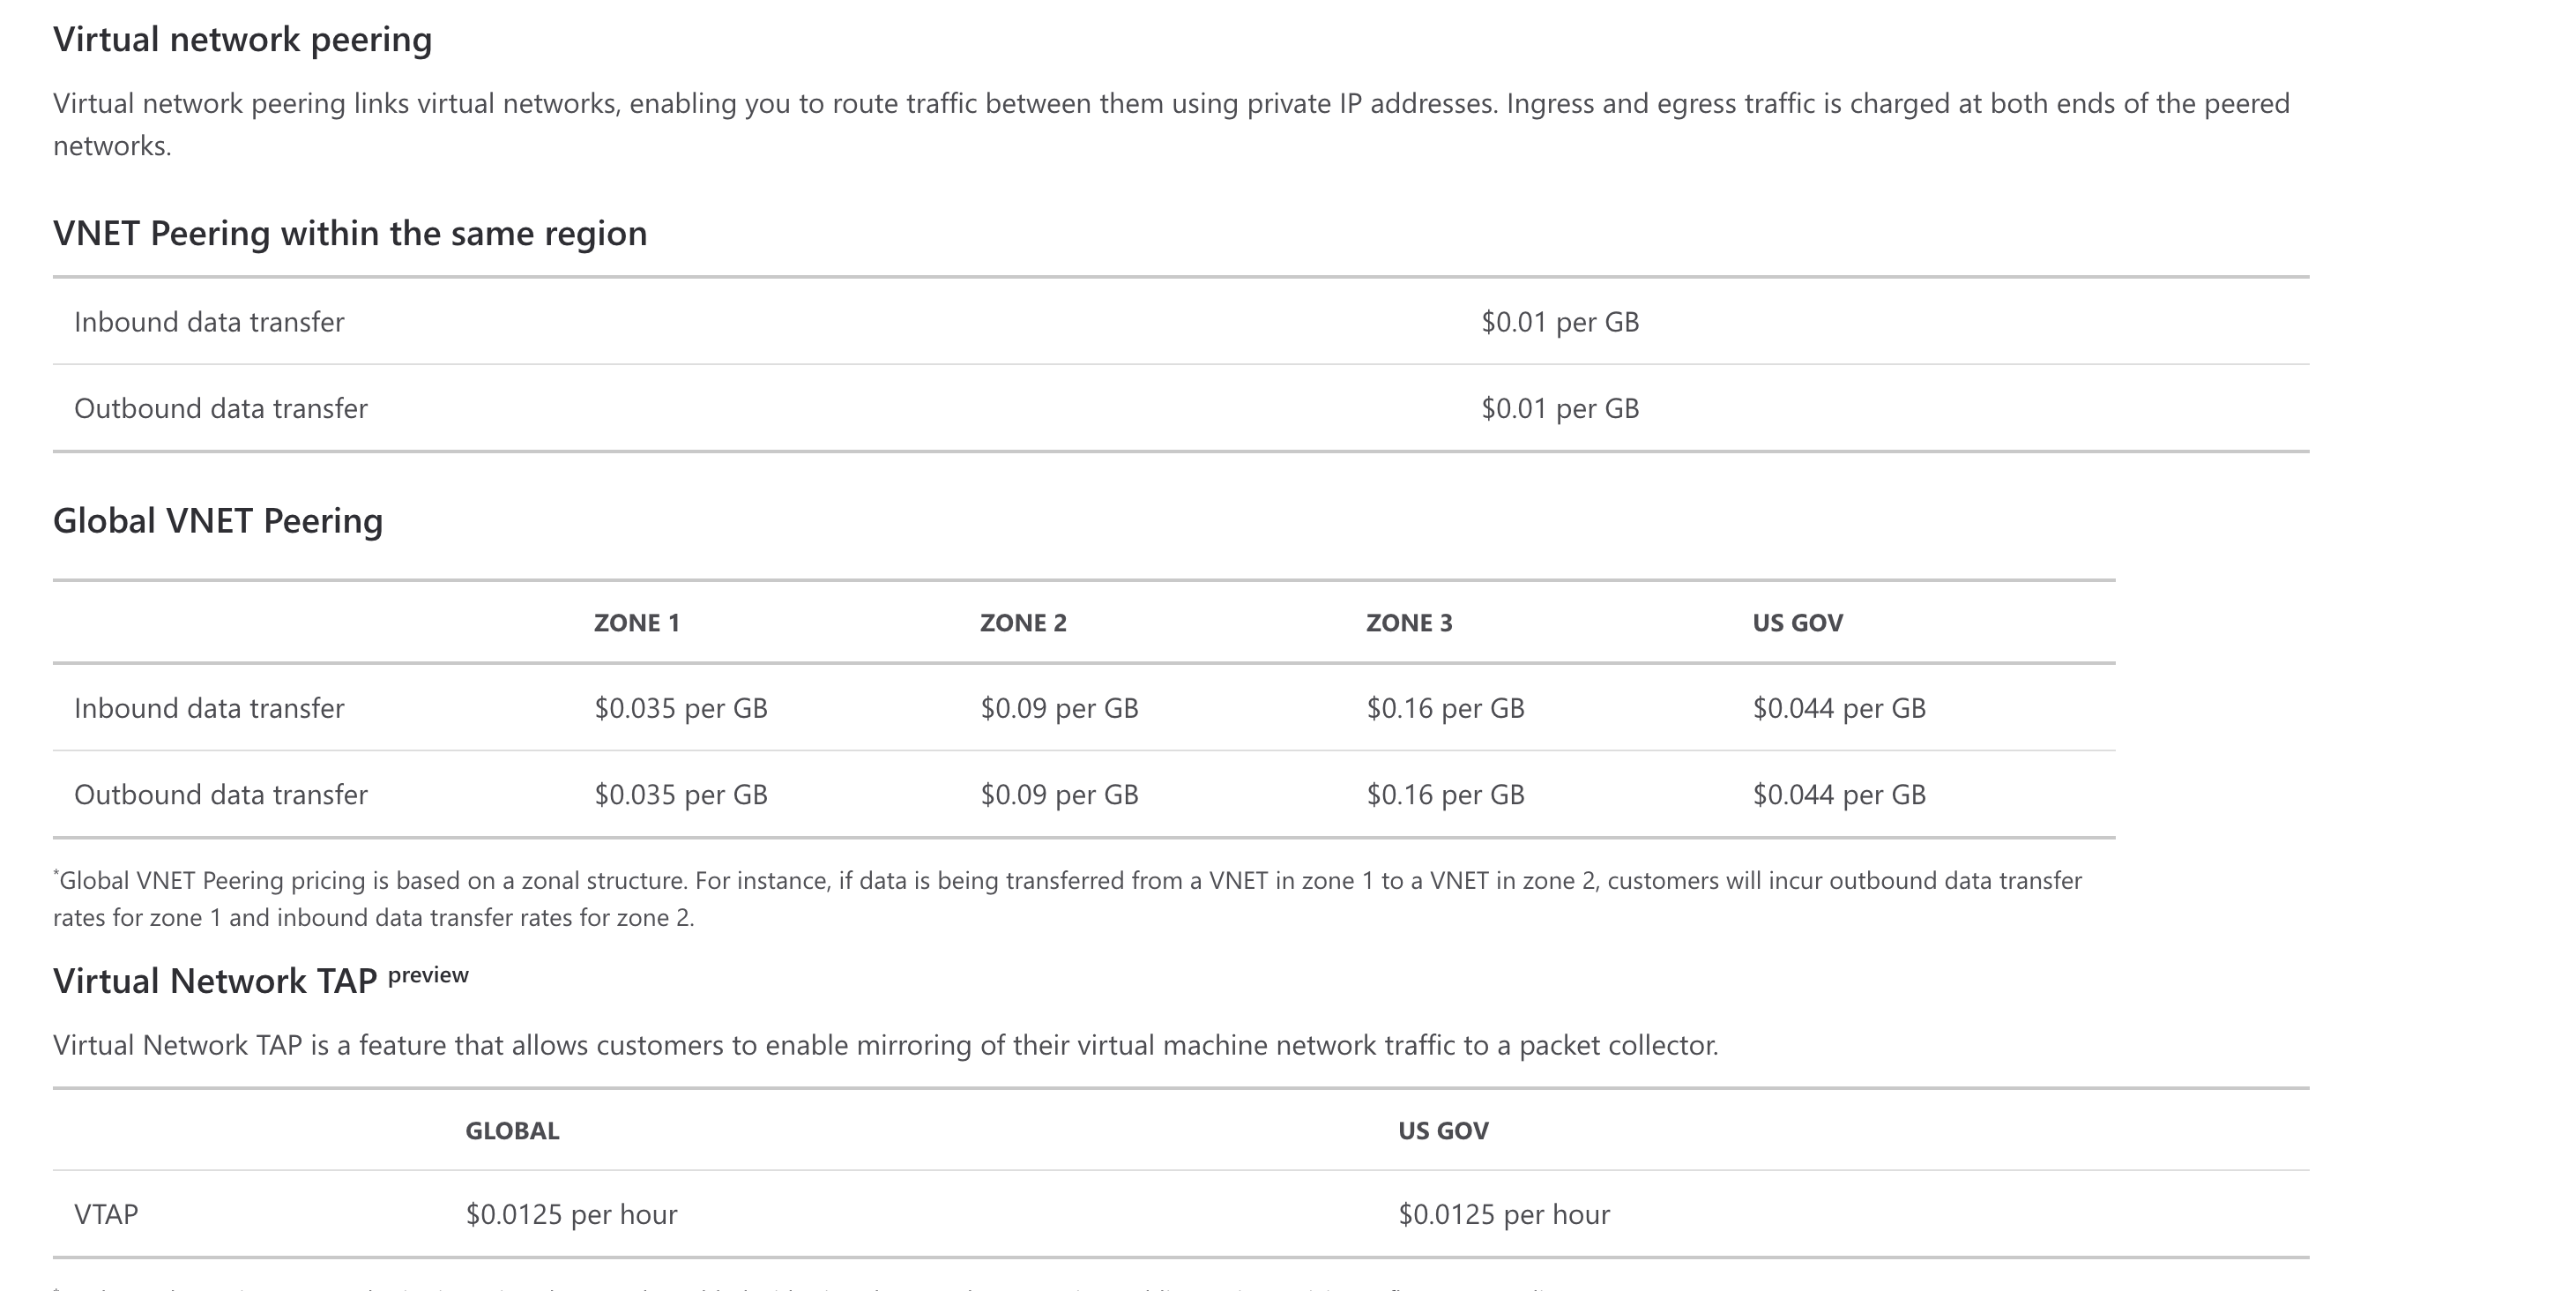 Virtual network peering
Virtual network peering links virtual networks, enabling you to route traffic between them using private IP addresses. Ingress and egress traffic is charged at both ends of the peered
networks.
VNET Peering within the same region
Inbound data transfer $0.01 per GB
Outbound data transfer $0.01 per GB
Global VNET Peering
ZONE 1 ZONE 2 ZONE 3 US GOV
Inbound data transfer $0.035 per GB $0.09 per GB $0.16 per GB $0.044 per GB
Outbound data transfer $0.035 per GB $0.09 per GB $0.16 per GB $0.044 per GB
*Global VNET Peering pricing is based on a zonal structure. For instance, if data is being transferred from a VNET in zone 1 to a VNET in zone 2, customers will incur outbound data transfer
rates for zone 1 and inbound data transfer rates for zone 2.
Virtual Network TAP preview
Virtual Network TAP is a feature that allows customers to enable mirroring of their virtual machine network traffic to a packet collector.
GLOBAL US GOV
VTAP $0.0125 per hour $0.0125 per hour